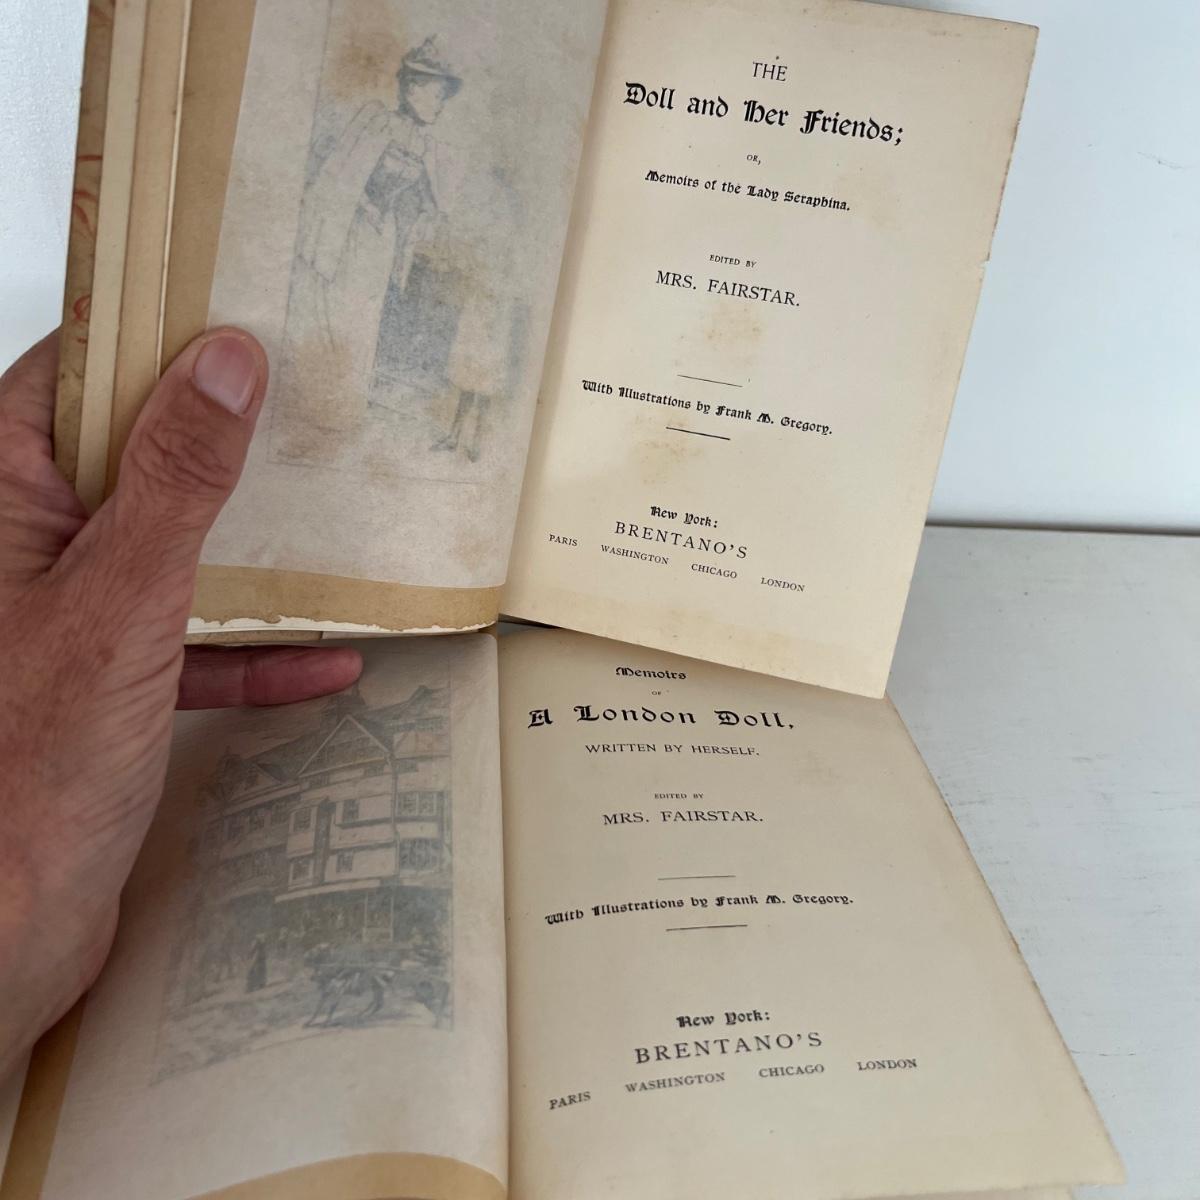 THE
Doll and Her Friends;
OR,
Memoirs of the Lady Seraphina.
EDITED BY
MRS. FAIRSTAR.
With Illustrations by Frank M. Gregory.
New York:
BRENTANO'S
PARIS WASHINGTON CHICAGO LONDON
Memoirs
OF
A London Doll,
WRITTEN BY HERSELF.
EDITED BY
MRS. FAIRSTAR.
With Illustrations by Frank M. Gregory.
New York:
BRENTANO'S
PARIS WASHINGTON CHICAGO LONDON